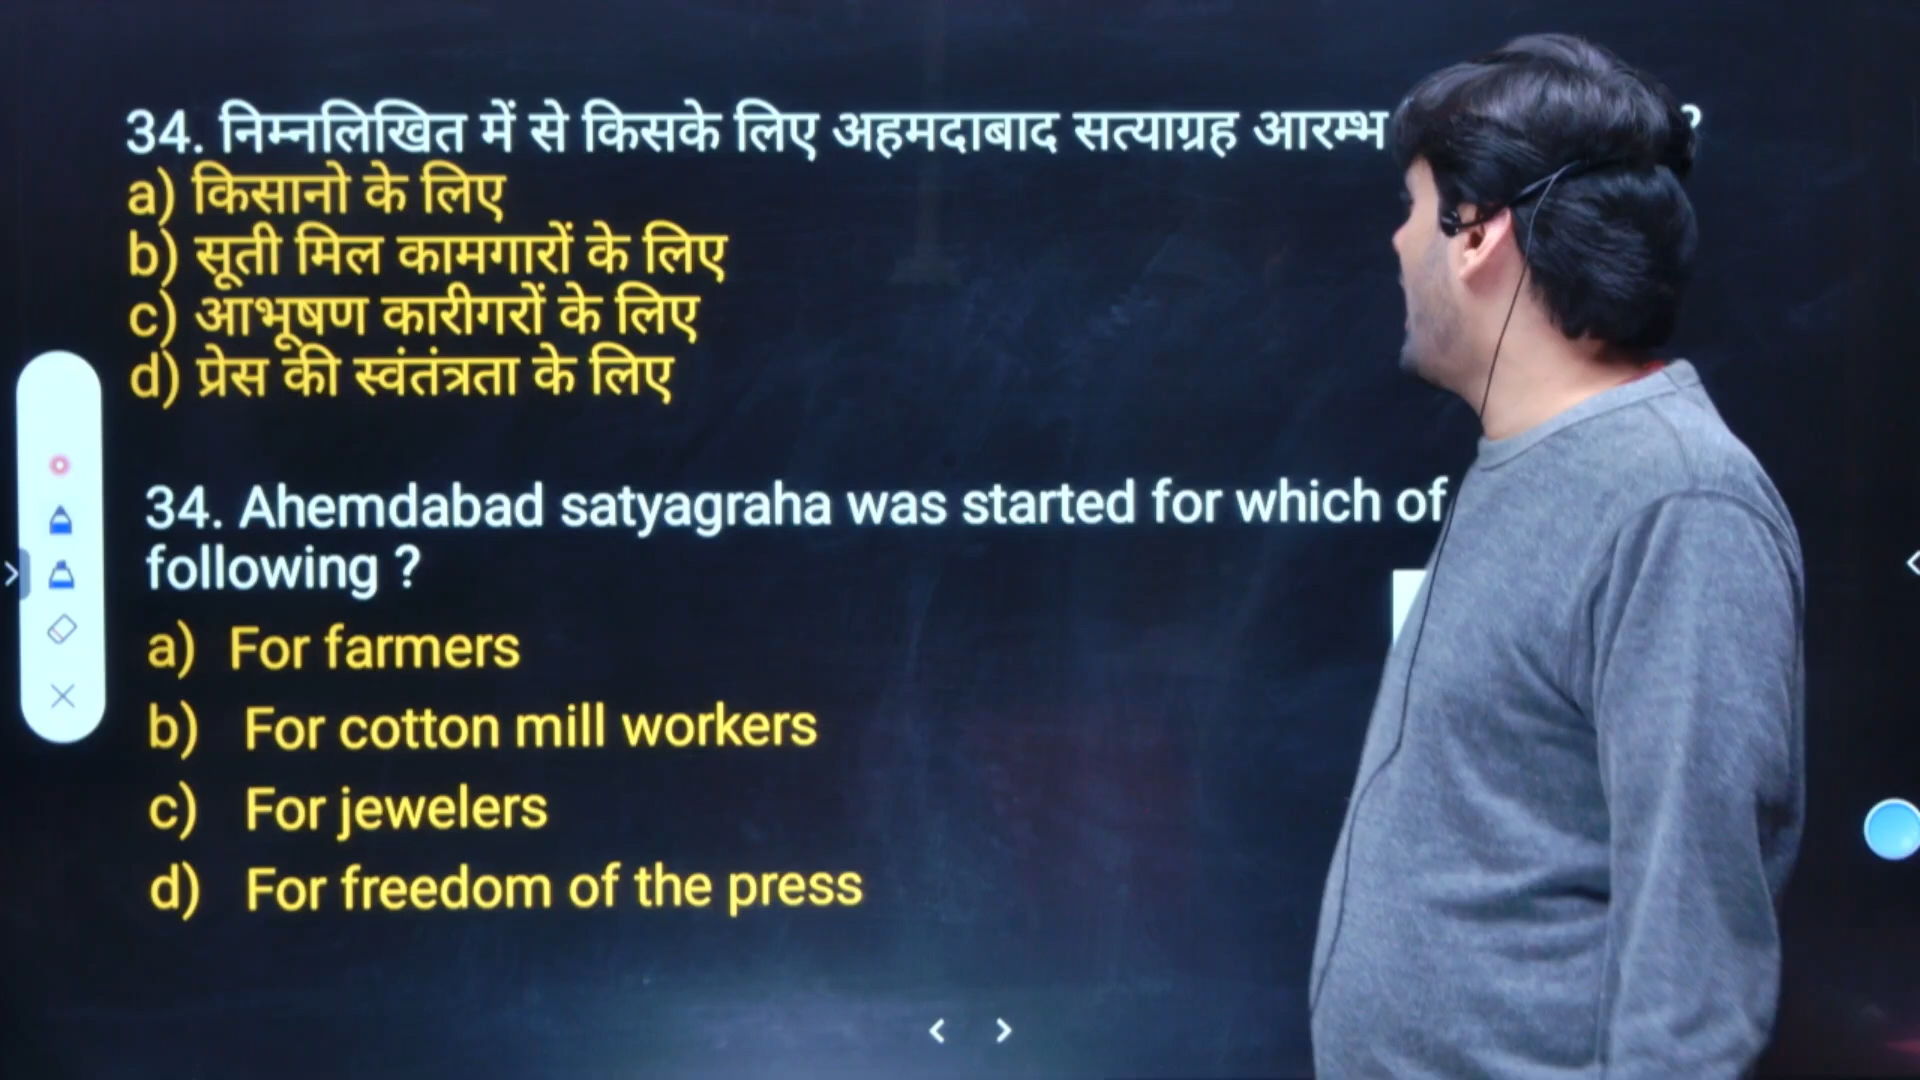 34. निम्नलिखित में से किसके लिए अहमदाबाद सत्याग्रह आरम्भ ?
a) किसानो के लिए
b) सूती मिल कामगारों के लिए
c) आभूषण कारीगरों के लिए
d) प्रेस की स्वंतंत्रता के लिए
34. Ahemdabad satyagraha was started for which of
following ?
a) For farmers
b) For cotton mill workers
c) For jewelers
d) For freedom of the press